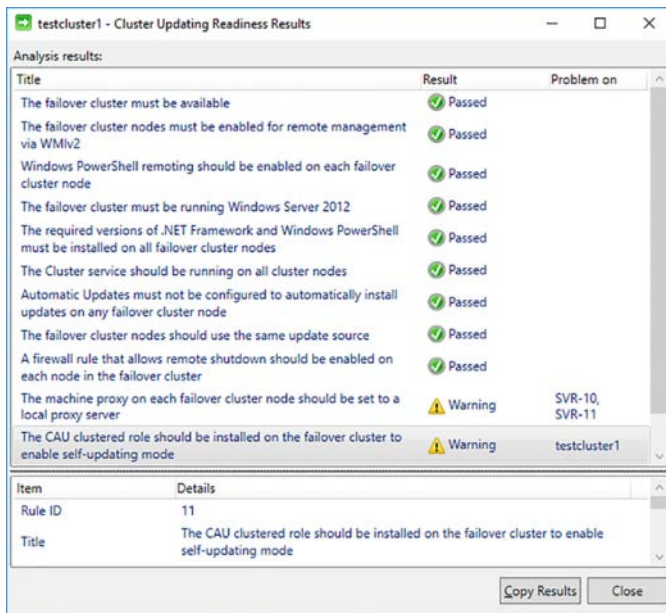 testcluster1 - Cluster Updating Readiness Results
Analysis results:
Title Result Problem on
The failover cluster must be available Passed
The failover cluster nodes must be enabled for remote management
via WMIv2 Passed
Windows PowerShell remoting should be enabled on each failover
cluster node Passed
The failover cluster must be running Windows Server 2012 Passed
The required versions of .NET Framework and Windows PowerShell
must be installed on all failover cluster nodes Passed
The Cluster service should be running on all cluster nodes Passed
Automatic Updates must not be configured to automatically install
updates on any failover cluster node Passed
The failover cluster nodes should use the same update source Passed
A firewall rule that allows remote shutdown should be enabled on
each node in the failover cluster Passed
The machine proxy on each failover cluster node should be set to a
local proxy server Warning SVR-10,
SVR-11
The CAU clustered role should be installed on the failover cluster to
enable self-updating mode Warning testcluster1
Item Details
Rule ID 11
Title The CAU clustered role should be installed on the failover cluster to enable
self-updating mode
Copy Results Close